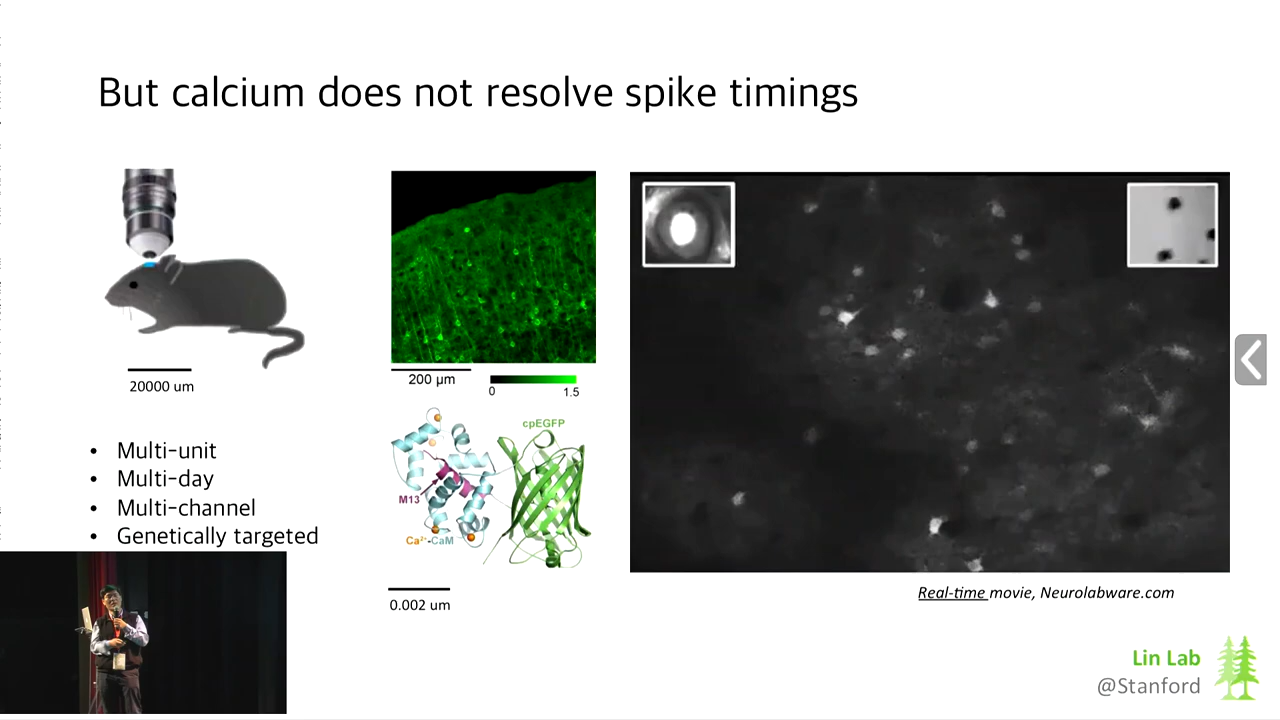 But calcium does not resolve spike timings
20000 um
• Multi-unit
• Multi-day
• Multi-channel
• Genetically targeted
200 µm
0
1.5
cpEGFP
M13
Ca²⁺-CaM
0.002 um
Real-time movie, Neurolabware.com
Lin Lab
@Stanford